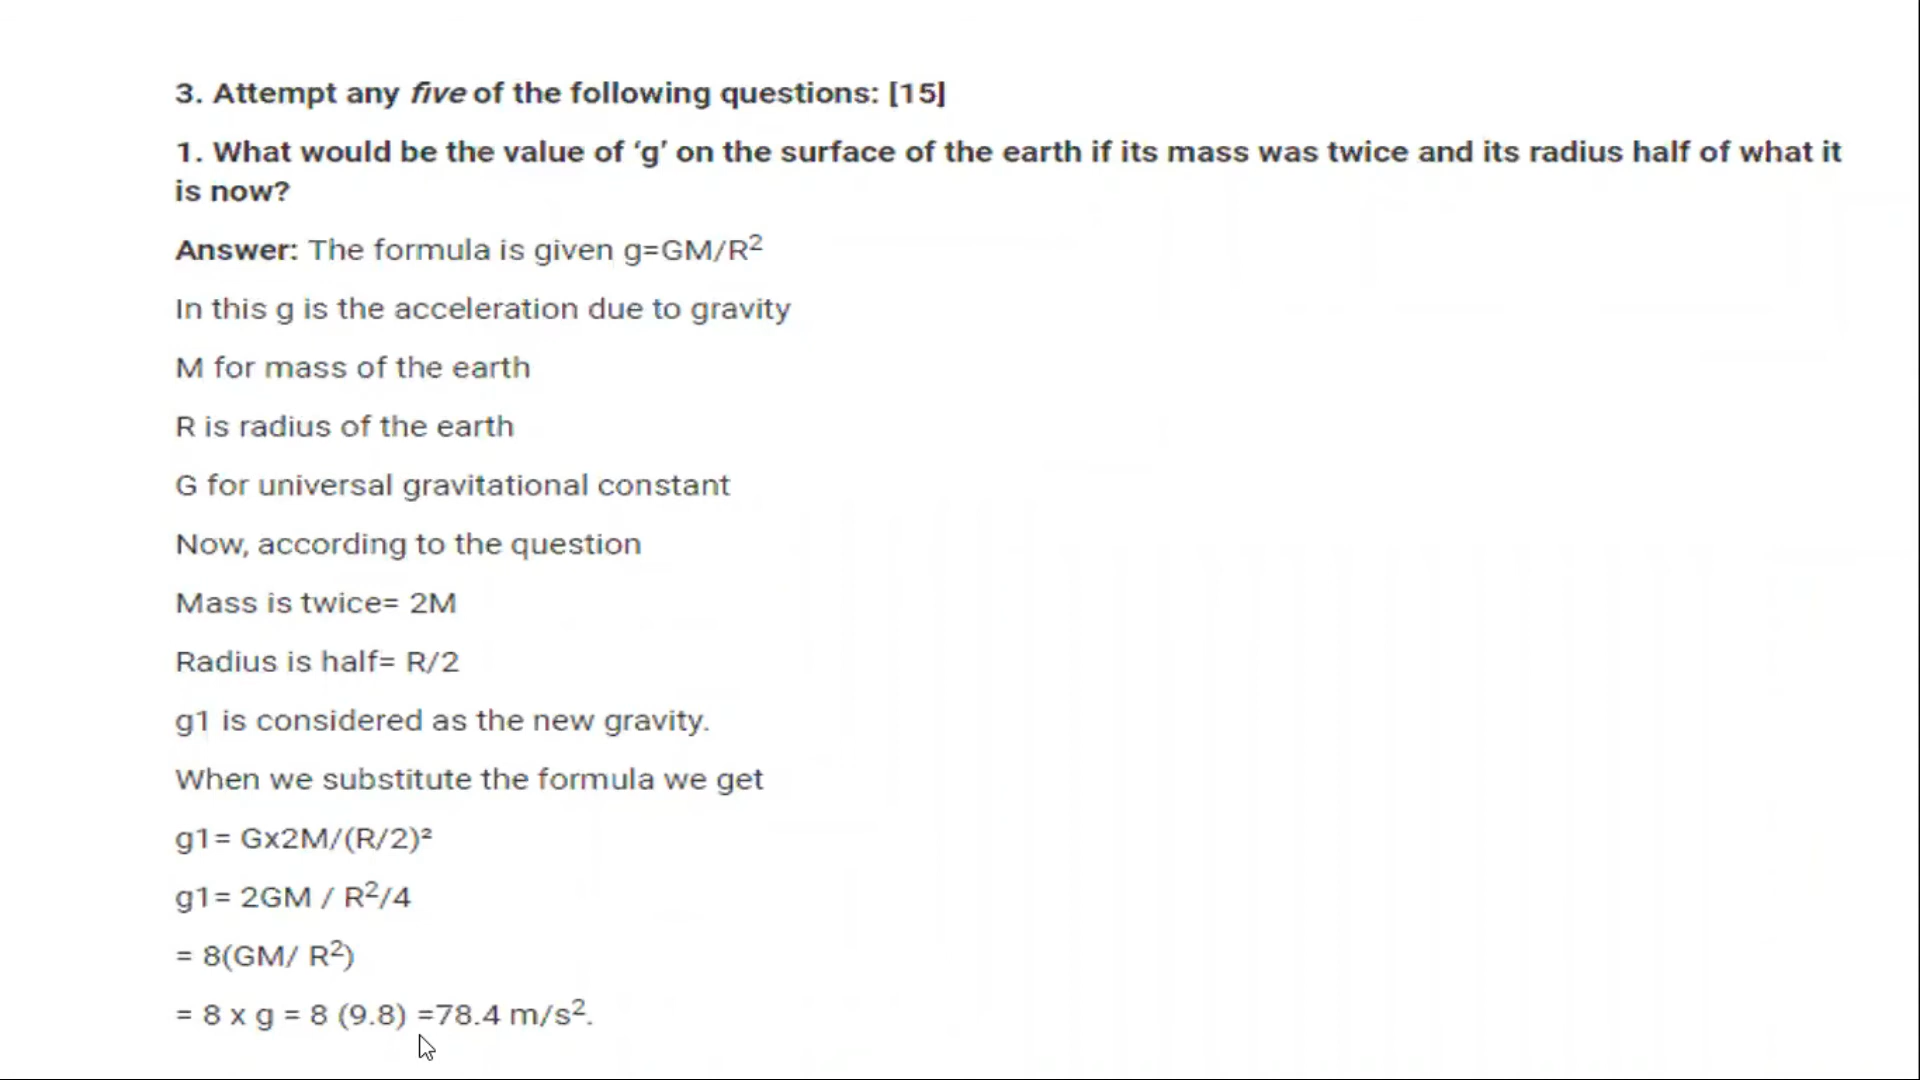 3. Attempt any five of the following questions: [15]
1. What would be the value of ‘g’ on the surface of the earth if its mass was twice and its radius half of what it
is now?
Answer: The formula is given g=GM/R²
In this g is the acceleration due to gravity
M for mass of the earth
R is radius of the earth
G for universal gravitational constant
Now, according to the question
Mass is twice= 2M
Radius is half= R/2
g1 is considered as the new gravity.
When we substitute the formula we get
g1= Gx2M/(R/2)²
g1= 2GM / R²/4
= 8(GM/ R²)
= 8 x g = 8 (9.8) =78.4 m/s².